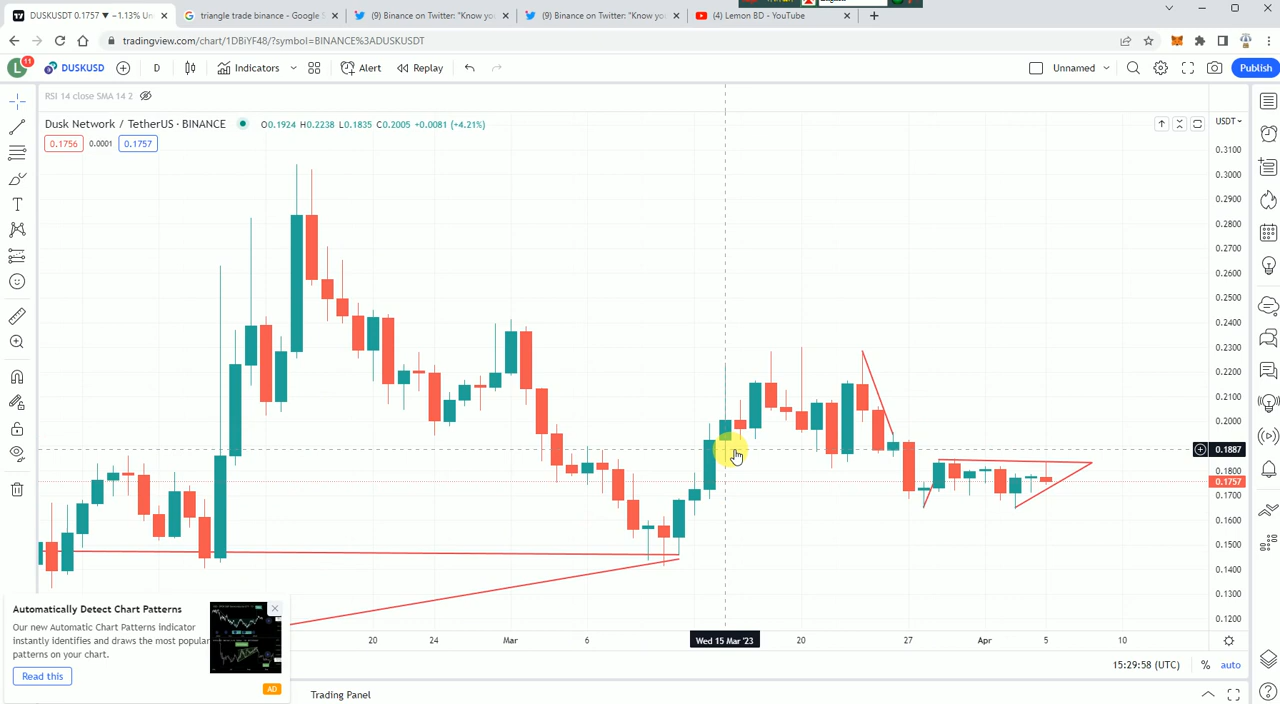 DUSKUSDT 0.1757 ▼ −1.13% Un
triangle trade binance - Google S
(9) Binance on Twitter: "Know yo
(9) Binance on Twitter: "Know you
(4) Lemon BD - YouTube
tradingview.com/chart/1DBiYF48/?symbol=BINANCE%3ADUSKUSDT
L
11
DUSKUSD
D
Indicators
Alert
Replay
Unnamed
Publish
RSI 14 close SMA 14 2
Dusk Network / TetherUS · BINANCE
O0.1924 H0.2238 L0.1835 C0.2005 +0.0081 (+4.21%)
0.1756
0.0001
0.1757
USDT
0.3100
0.3000
0.2900
0.2800
0.2700
0.2600
0.2500
0.2400
0.2300
0.2200
0.2100
0.2000
0.1887
0.1800
0.1757
0.1700
0.1600
0.1500
0.1400
0.1300
0.1200
Automatically Detect Chart Patterns
Our new Automatic Chart Patterns indicator
instantly identifies and draws the most popular
patterns on your chart.
Read this
AD
20
24
Mar
6
Wed 15 Mar '23
20
27
Apr
5
10
15:29:58 (UTC)
%
auto
Trading Panel